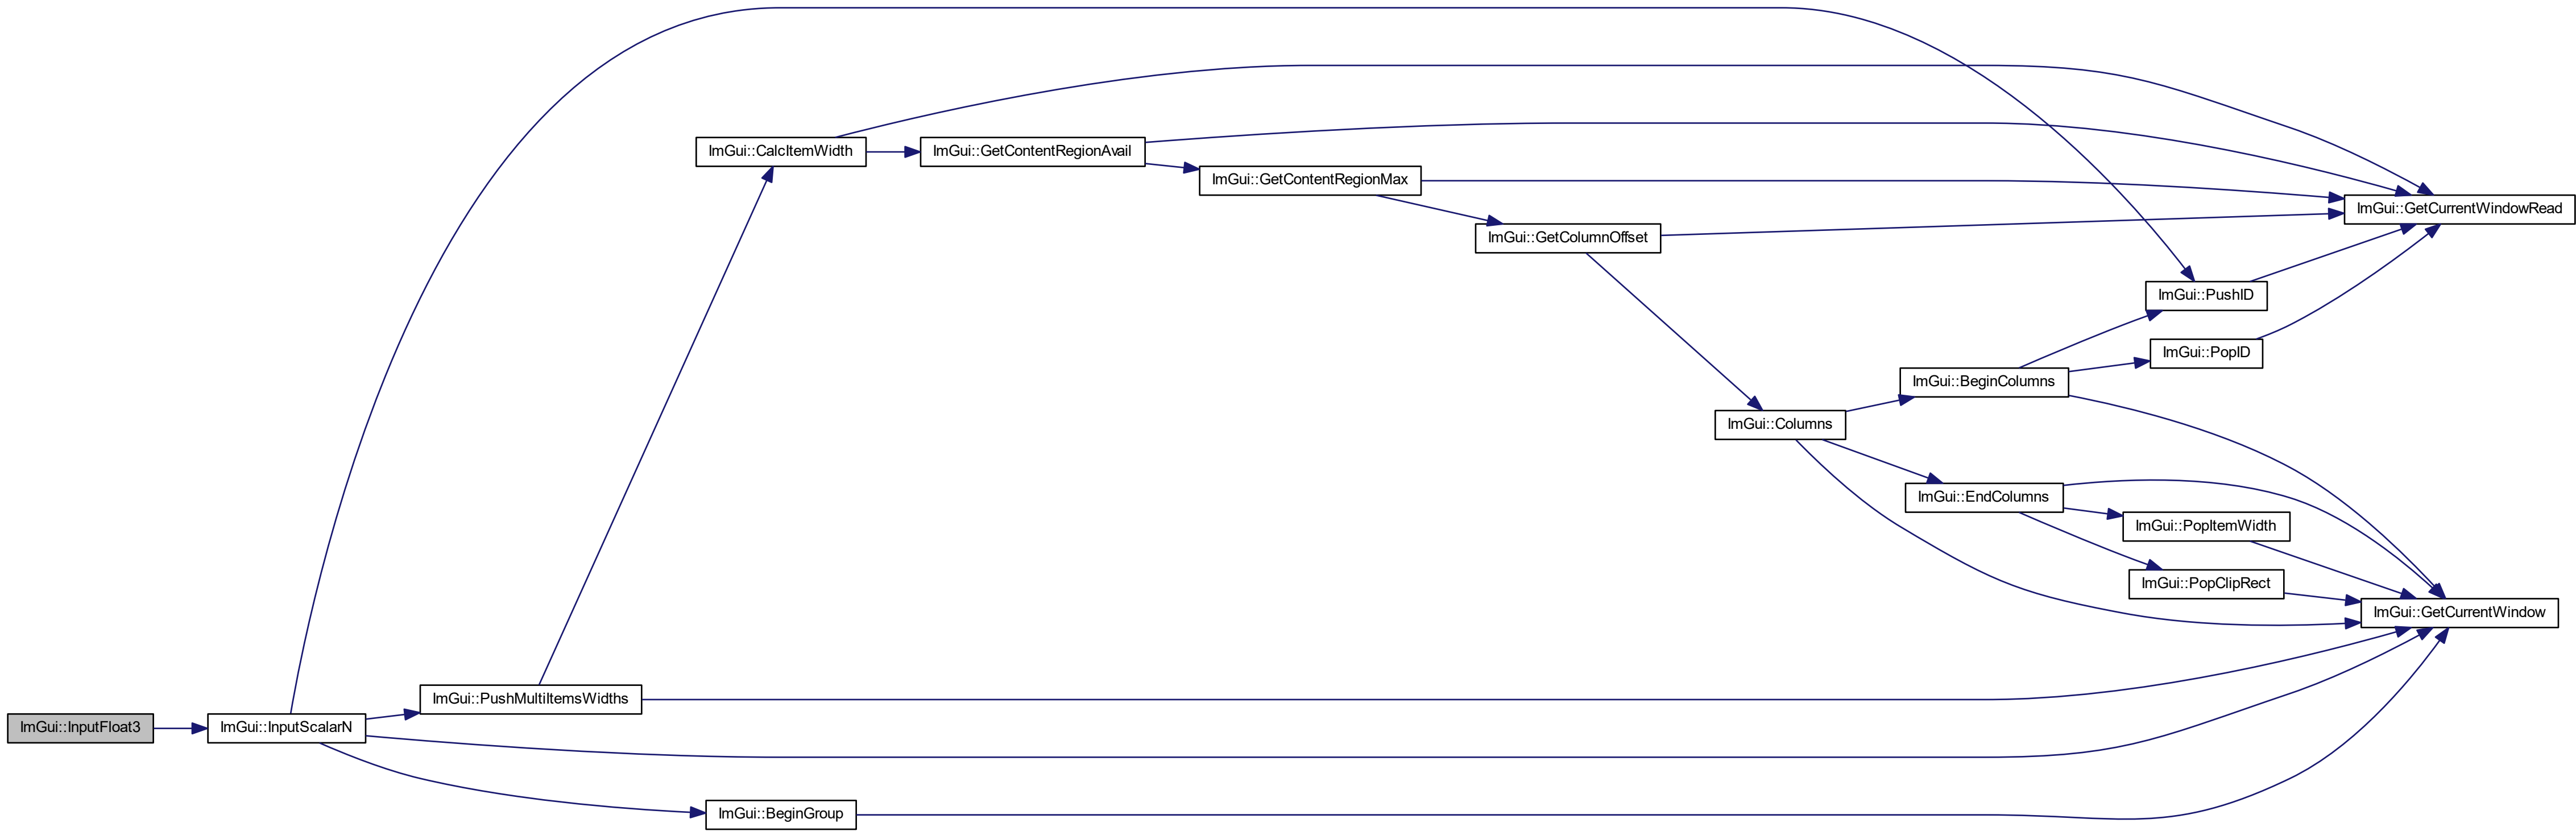 ImGui::CalcItemWidth
ImGui::GetContentRegionAvail
ImGui::GetContentRegionMax
ImGui::GetCurrentWindowRead
ImGui::GetColumnOffset
ImGui::PushID
ImGui::PopID
ImGui::BeginColumns
ImGui::Columns
ImGui::EndColumns
ImGui::PopItemWidth
ImGui::PopClipRect
ImGui::GetCurrentWindow
ImGui::PushMultiItemsWidths
ImGui::InputFloat3
ImGui::InputScalarN
ImGui::BeginGroup